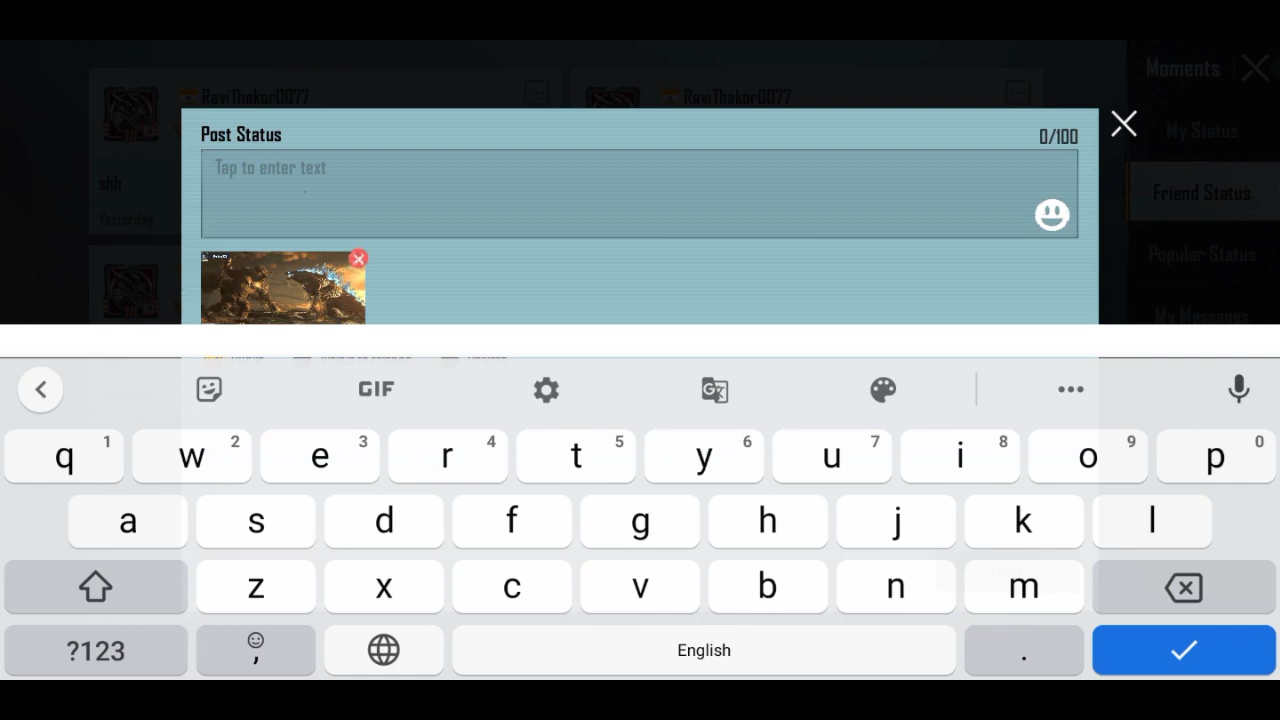 Moments
RaviThakor0077
RaviThakor0077
Post Status
0/100
My Status
Tap to enter text
shh
Friend Status
Yesterday
Popular Status
My Messages
GIF
q 1 w 2 e 3 r 4 t 5 y 6 u 7 i 8 o 9 p 0
a s d f g h j k l
z x c v b n m
?123 , English .